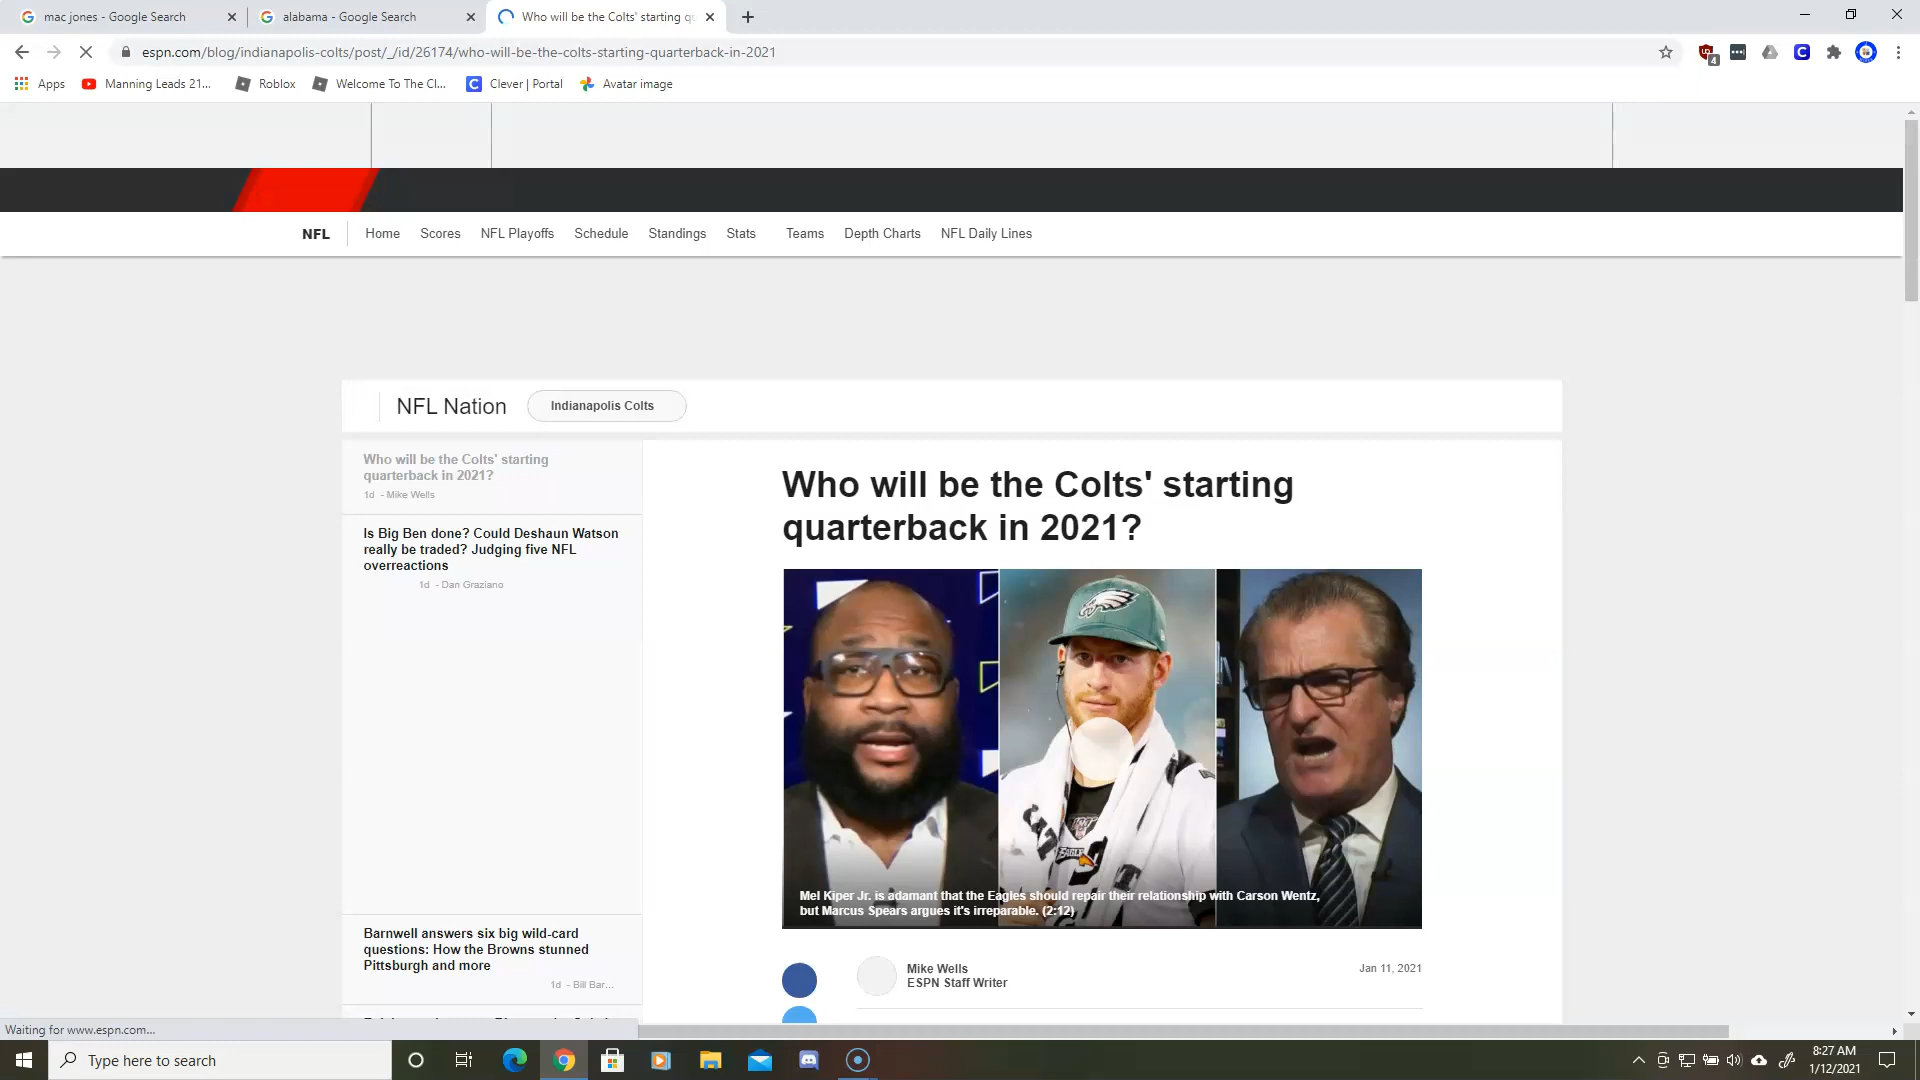 mac jones - Google Search
alabama - Google Search
Who will be the Colts' starting q
espn.com/blog/indianapolis-colts/post/_/id/26174/who-will-be-the-colts-starting-quarterback-in-2021
4
Apps
Manning Leads 21...
Roblox
Welcome To The Cl...
Clever | Portal
Avatar image
NFL
Home
Scores
NFL Playoffs
Schedule
Standings
Stats
Teams
Depth Charts
NFL Daily Lines
NFL Nation
Indianapolis Colts
Who will be the Colts' starting
quarterback in 2021?
1d - Mike Wells
Is Big Ben done? Could Deshaun Watson
really be traded? Judging five NFL
overreactions
1d - Dan Graziano
Barnwell answers six big wild-card
questions: How the Browns stunned
Pittsburgh and more
1d - Bill Bar...
Who will be the Colts' starting
quarterback in 2021?
Mel Kiper Jr. is adamant that the Eagles should repair their relationship with Carson Wentz,
but Marcus Spears argues it's irreparable. (2:12)
Mike Wells
ESPN Staff Writer
Jan 11, 2021
Waiting for www.espn.com...
Type here to search
8:27 AM
1/12/2021